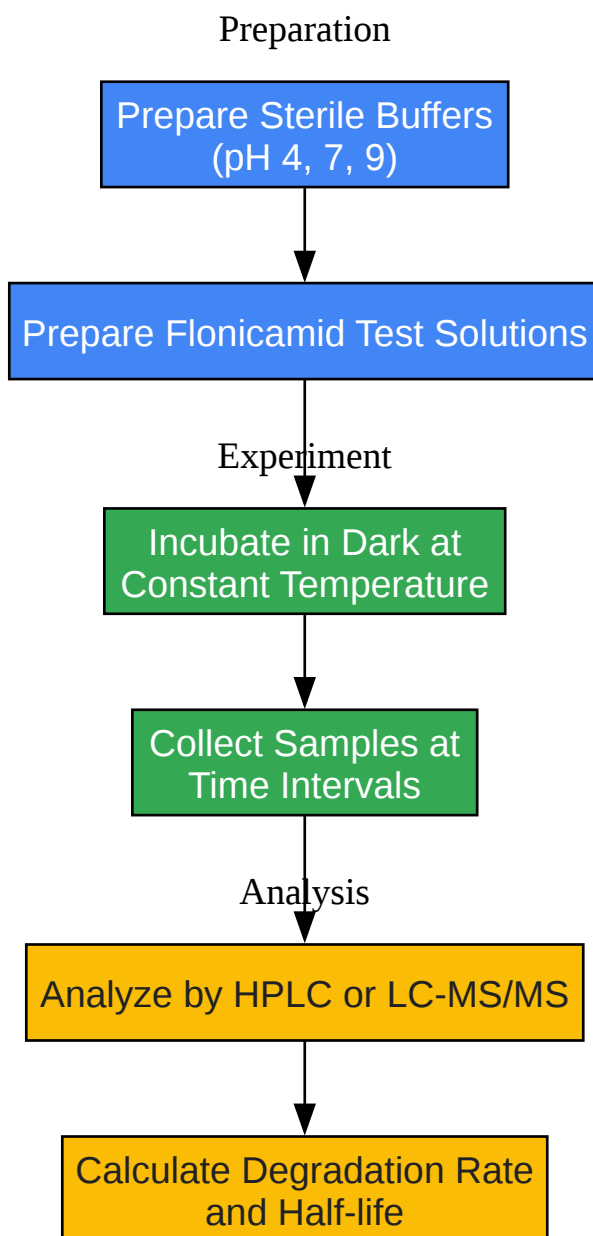 Preparation
Prepare Sterile Buffers
(pH 4, 7, 9)
Prepare Flonicamid Test Solutions
Experiment
Incubate in Dark at
Constant Temperature
Collect Samples at
Time Intervals
Analysis
Analyze by HPLC or LC-MS/MS
Calculate Degradation Rate
and Half-life